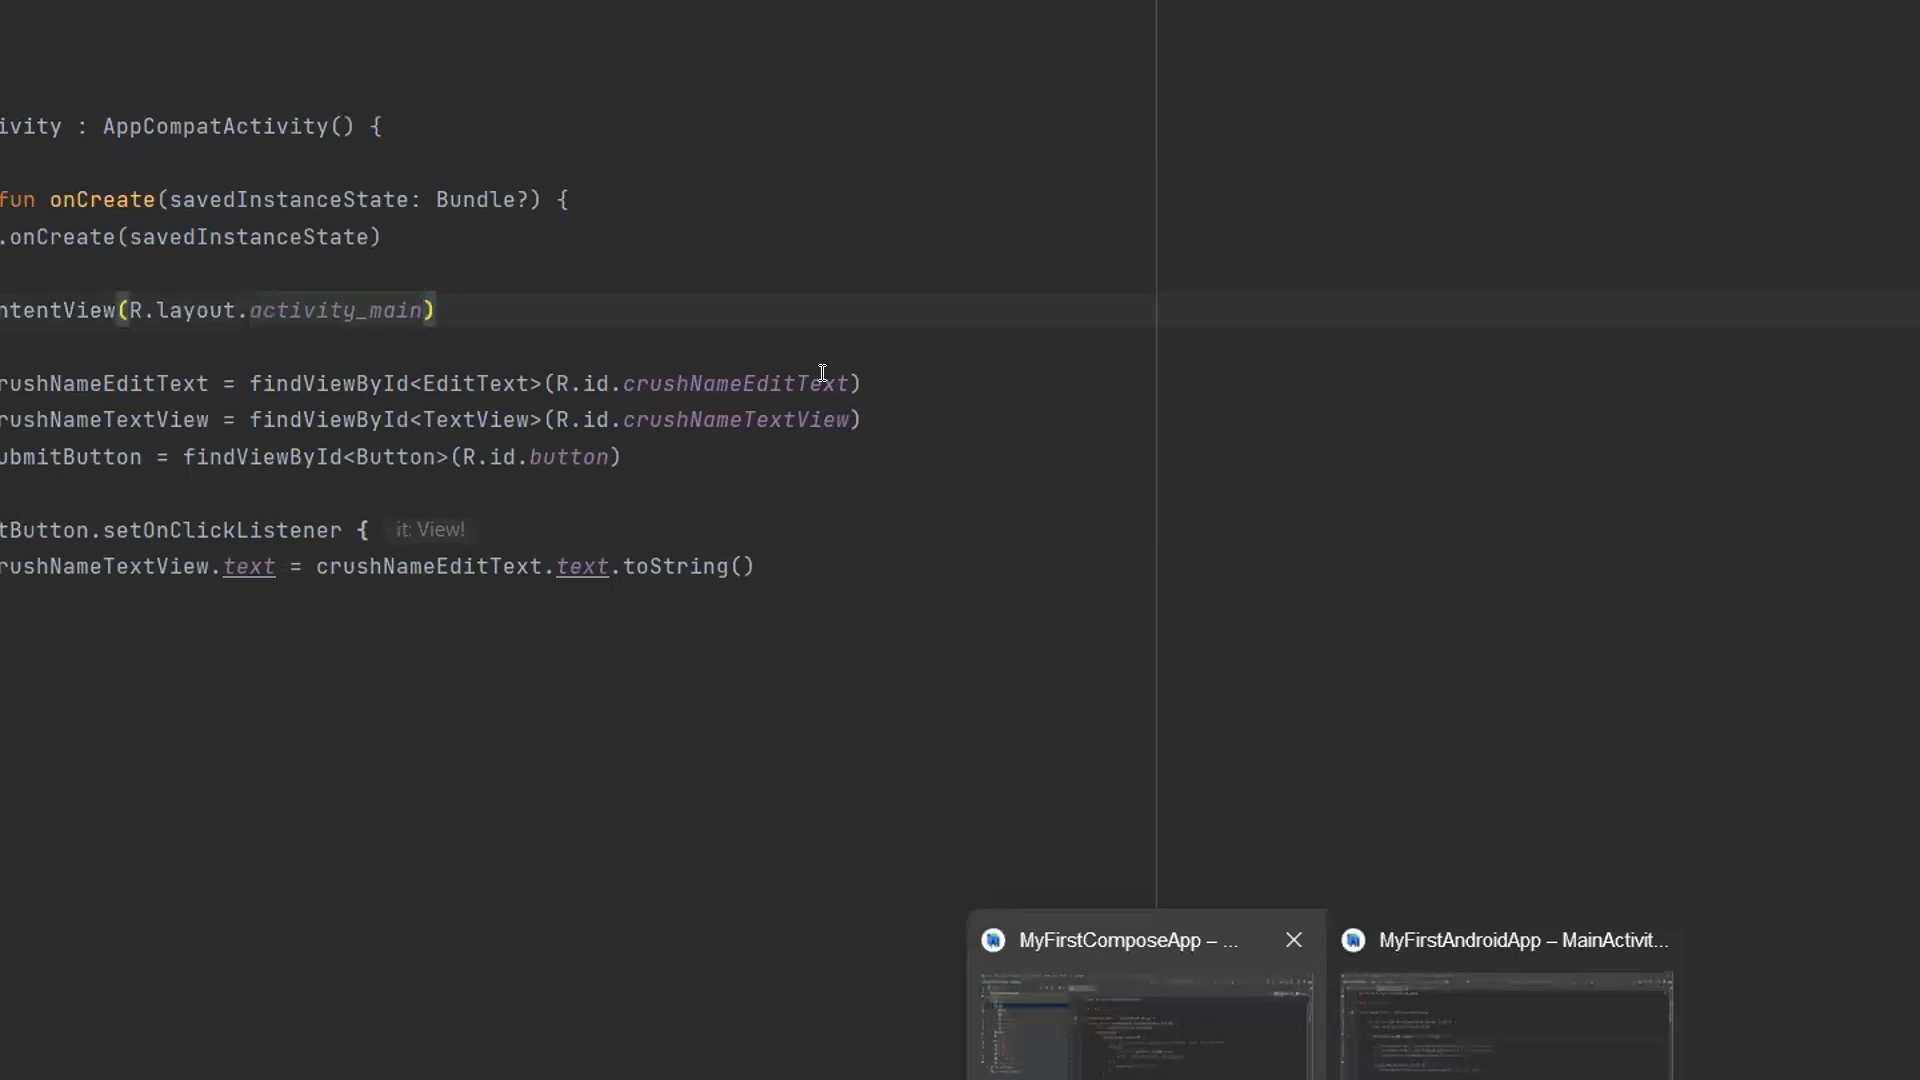 ivity : AppCompatActivity() {
fun onCreate(savedInstanceState: Bundle?) {
.onCreate(savedInstanceState)
ntentView(R.layout.activity_main)
rushNameEditText = findViewById<EditText>(R.id.crushNameEditText)
rushNameTextView = findViewById<TextView>(R.id.crushNameTextView)
ubmitButton = findViewById<Button>(R.id.button)
tButton.setOnClickListener { it: View!
rushNameTextView.text = crushNameEditText.text.toString()
MyFirstComposeApp – ...
MyFirstAndroidApp – MainActivit...